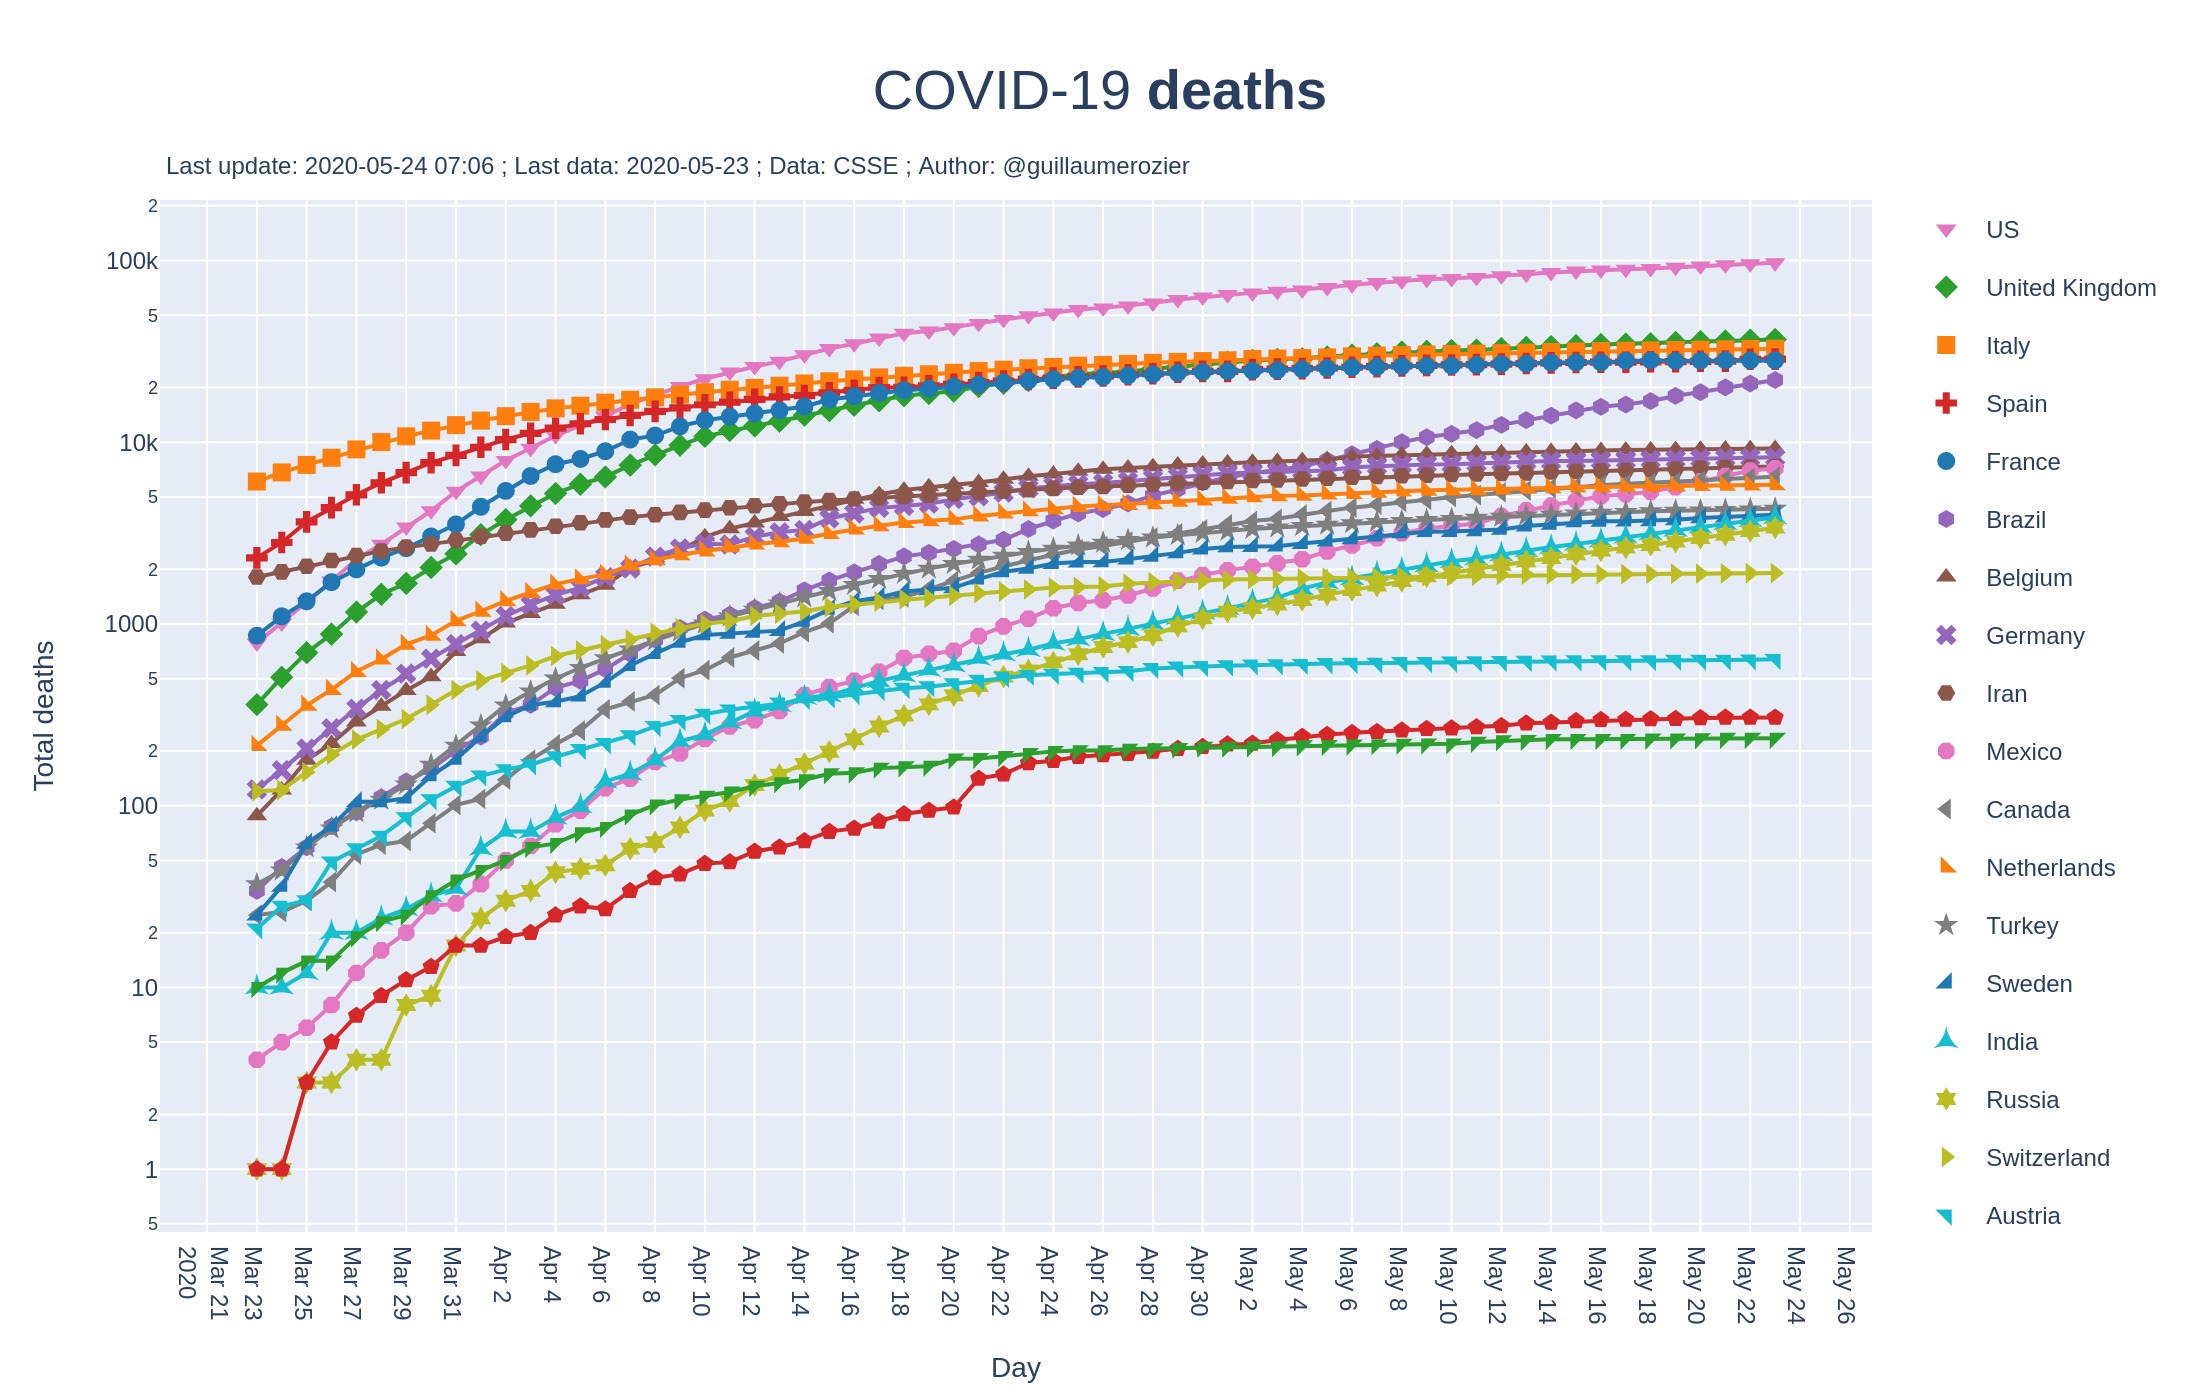 COVID-19 deaths
Last update: 2020-05-24 07:06 ; Last data: 2020-05-23 ; Data: CSSE ; Author: @guillaumerozier
Total deaths
2
100k
5
2
10k
5
2
1000
5
2
100
5
2
10
5
2
1
5
Mar 21
2020
Mar 23
Mar 25
Mar 27
Mar 29
Mar 31
Apr 2
Apr 4
Apr 6
Apr 8
Apr 10
Apr 12
Apr 14
Apr 16
Apr 18
Apr 20
Apr 22
Apr 24
Apr 26
Apr 28
Apr 30
May 2
May 4
May 6
May 8
May 10
May 12
May 14
May 16
May 18
May 20
May 22
May 24
May 26
Day
US
United Kingdom
Italy
Spain
France
Brazil
Belgium
Germany
Iran
Mexico
Canada
Netherlands
Turkey
Sweden
India
Russia
Switzerland
Austria